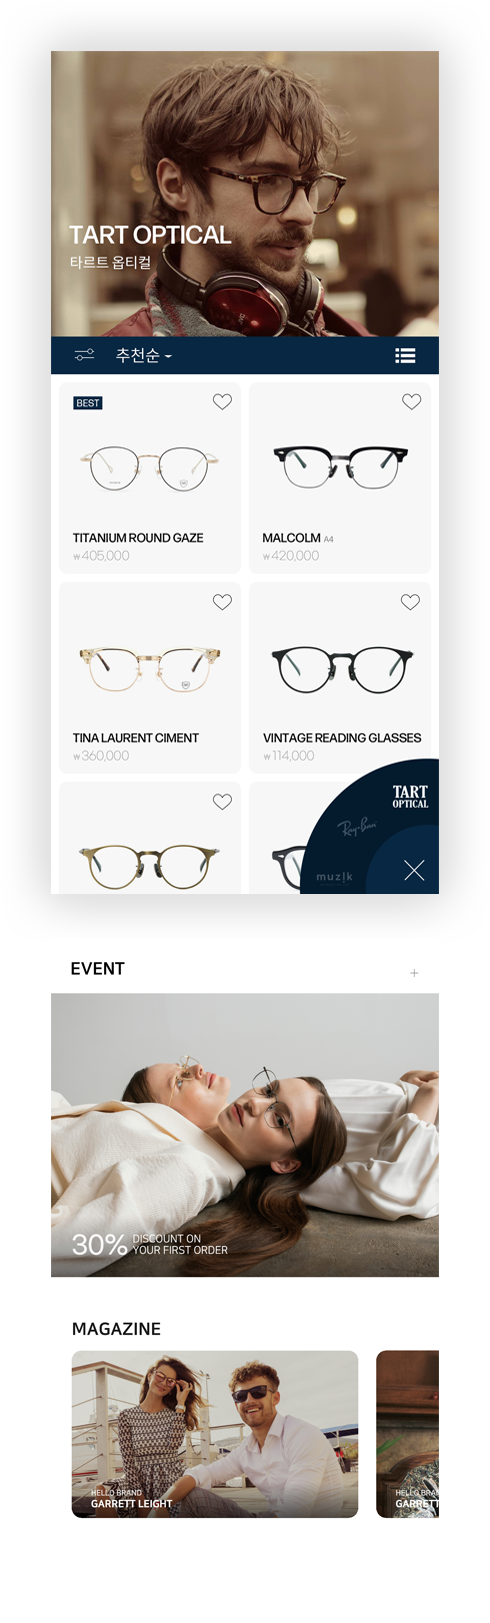 TART OPTICAL
타르트 옵티컬
추천순
BEST
TITANIUM ROUND GAZE
₩405,000
MALCOLM A4
₩420,000
TINA LAURENT CIMENT
₩360,000
VINTAGE READING GLASSES
₩114,000
TART
OPTICAL
Ray-Ban
muzik
EVENT
+
30% DISCOUNT ON
YOUR FIRST ORDER
MAGAZINE
HELLO BRAND
GARRETT LEIGHT
HELLO BRA
GARRETT